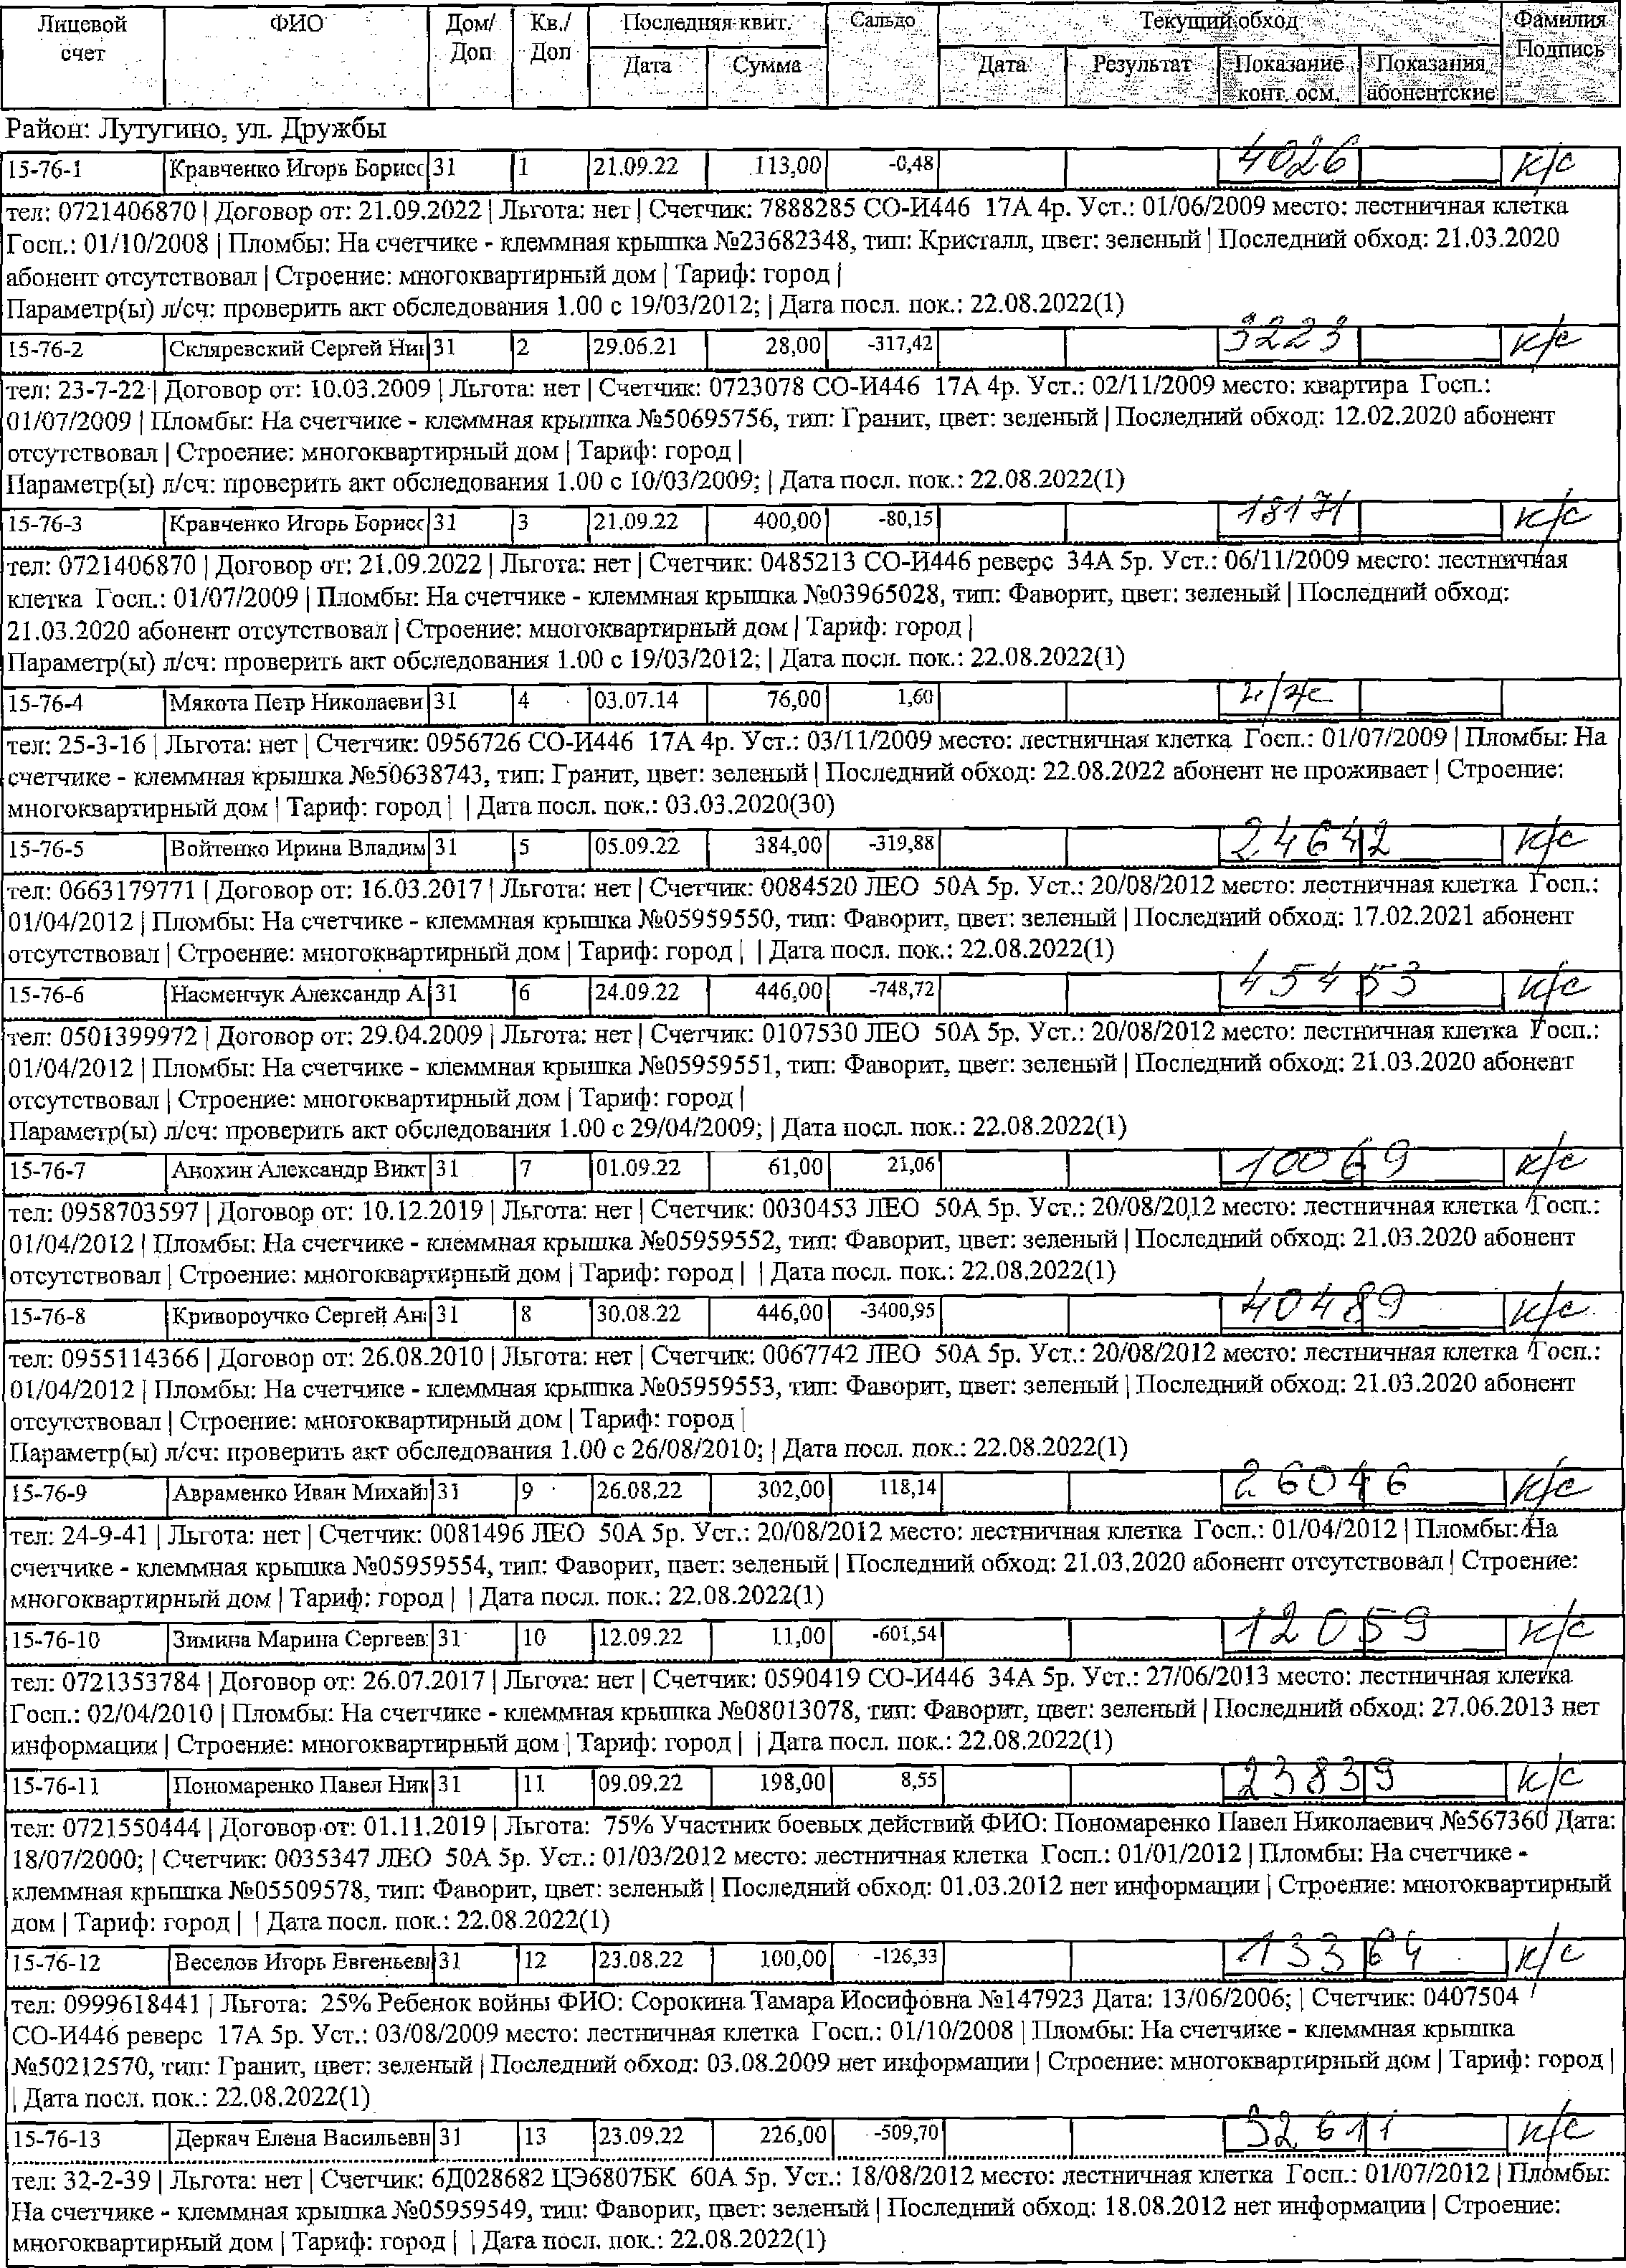 Лицевой счет ФИО Дом/Доп Кв./Доп Последняя квит. Сальдо Текущий обход Фамилия Подпись
Дата Сумма Дата Результат Показание конт. осм. Показания абонентские
Район: Лутугино, ул. Дружбы
15-76-1 Кравченко Игорь Борисс 31 1 21.09.22 113,00 -0,48 4026 к/с
тел: 0721406870 | Договор от: 21.09.2022 | Льгота: нет | Счетчик: 7888285 СО-И446 17А 4р. Уст.: 01/06/2009 место: лестничная клетка
Госп.: 01/10/2008 | Пломбы: На счетчике - клеммная крышка №23682348, тип: Кристалл, цвет: зеленый | Последний обход: 21.03.2020
абонент отсутствовал | Строение: многоквартирный дом | Тариф: город |
Параметр(ы) л/сч: проверить акт обследования 1.00 с 19/03/2012; | Дата посл. пок.: 22.08.2022(1)
15-76-2 Скляревский Сергей Ник 31 2 29.06.21 28,00 -317,42 3223 к/с
тел: 23-7-22 | Договор от: 10.03.2009 | Льгота: нет | Счетчик: 0723078 СО-И446 17А 4р. Уст.: 02/11/2009 место: квартира Госп.:
01/07/2009 | Пломбы: На счетчике - клеммная крышка №50695756, тип: Гранит, цвет: зеленый | Последний обход: 12.02.2020 абонент
отсутствовал | Строение: многоквартирный дом | Тариф: город |
Параметр(ы) л/сч: проверить акт обследования 1.00 с 10/03/2009; | Дата посл. пок.: 22.08.2022(1)
15-76-3 Кравченко Игорь Борисс 31 3 21.09.22 400,00 -80,15 18171 к/с
тел: 0721406870 | Договор от: 21.09.2022 | Льгота: нет | Счетчик: 0485213 СО-И446 реверс 34А 5р. Уст.: 06/11/2009 место: лестничная
клетка Госп.: 01/07/2009 | Пломбы: На счетчике - клеммная крышка №03965028, тип: Фаворит, цвет: зеленый | Последний обход:
21.03.2020 абонент отсутствовал | Строение: многоквартирный дом | Тариф: город |
Параметр(ы) л/сч: проверить акт обследования 1.00 с 19/03/2012; | Дата посл. пок.: 22.08.2022(1)
15-76-4 Мякота Петр Николаеви 31 4 03.07.14 76,00 1,60
тел: 25-3-16 | Льгота: нет | Счетчик: 0956726 СО-И446 17А 4р. Уст.: 03/11/2009 место: лестничная клетка Госп.: 01/07/2009 | Пломбы: На
счетчике - клеммная крышка №50638743, тип: Гранит, цвет: зеленый | Последний обход: 22.08.2022 абонент не проживает | Строение:
многоквартирный дом | Тариф: город | | Дата посл. пок.: 03.03.2020(30)
15-76-5 Войтенко Ирина Владим 31 5 05.09.22 384,00 -319,88 24642 к/с
тел: 0663179771 | Договор от: 16.03.2017 | Льгота: нет | Счетчик: 0084520 ЛЕО 50А 5р. Уст.: 20/08/2012 место: лестничная клетка Госп.:
01/04/2012 | Пломбы: На счетчике - клеммная крышка №05959550, тип: Фаворит, цвет: зеленый | Последний обход: 17.02.2021 абонент
отсутствовал | Строение: многоквартирный дом | Тариф: город | | Дата посл. пок.: 22.08.2022(1)
15-76-6 Насменчук Александр А 31 6 24.09.22 446,00 -748,72 45453 к/с
тел: 0501399972 | Договор от: 29.04.2009 | Льгота: нет | Счетчик: 0107530 ЛЕО 50А 5р. Уст.: 20/08/2012 место: лестничная клетка Госп.:
01/04/2012 | Пломбы: На счетчике - клеммная крышка №05959551, тип: Фаворит, цвет: зеленый | Последний обход: 21.03.2020 абонент
отсутствовал | Строение: многоквартирный дом | Тариф: город |
Параметр(ы) л/сч: проверить акт обследования 1.00 с 29/04/2009; | Дата посл. пок.: 22.08.2022(1)
15-76-7 Анохин Александр Викт 31 7 01.09.22 61,00 21,06 10069 к/с
тел: 0958703597 | Договор от: 10.12.2019 | Льгота: нет | Счетчик: 0030453 ЛЕО 50А 5р. Уст.: 20/08/2012 место: лестничная клетка Госп.:
01/04/2012 | Пломбы: На счетчике - клеммная крышка №05959552, тип: Фаворит, цвет: зеленый | Последний обход: 21.03.2020 абонент
отсутствовал | Строение: многоквартирный дом | Тариф: город | | Дата посл. пок.: 22.08.2022(1)
15-76-8 Кривороучко Сергей Ан 31 8 30.08.22 446,00 -3400,95 40489 к/с
тел: 0955114366 | Договор от: 26.08.2010 | Льгота: нет | Счетчик: 0067742 ЛЕО 50А 5р. Уст.: 20/08/2012 место: лестничная клетка Госп.:
01/04/2012 | Пломбы: На счетчике - клеммная крышка №05959553, тип: Фаворит, цвет: зеленый | Последний обход: 21.03.2020 абонент
отсутствовал | Строение: многоквартирный дом | Тариф: город |
Параметр(ы) л/сч: проверить акт обследования 1.00 с 26/08/2010; | Дата посл. пок.: 22.08.2022(1)
15-76-9 Авраменко Иван Михай 31 9 26.08.22 302,00 118,14 26046 к/с
тел: 24-9-41 | Льгота: нет | Счетчик: 0081496 ЛЕО 50А 5р. Уст.: 20/08/2012 место: лестничная клетка Госп.: 01/04/2012 | Пломбы: На
счетчике - клеммная крышка №05959554, тип: Фаворит, цвет: зеленый | Последний обход: 21.03.2020 абонент отсутствовал | Строение:
многоквартирный дом | Тариф: город | | Дата посл. пок.: 22.08.2022(1)
15-76-10 Зимина Марина Сергеев 31 10 12.09.22 11,00 -601,54 12059 к/с
тел: 0721353784 | Договор от: 26.07.2017 | Льгота: нет | Счетчик: 0590419 СО-И446 34А 5р. Уст.: 27/06/2013 место: лестничная клетка
Госп.: 02/04/2010 | Пломбы: На счетчике - клеммная крышка №08013078, тип: Фаворит, цвет: зеленый | Последний обход: 27.06.2013 нет
информации | Строение: многоквартирный дом | Тариф: город | | Дата посл. пок.: 22.08.2022(1)
15-76-11 Пономаренко Павел Ник 31 11 09.09.22 198,00 8,55 23839 к/с
тел: 0721550444 | Договор от: 01.11.2019 | Льгота: 75% Участник боевых действий ФИО: Пономаренко Павел Николаевич №567360 Дата:
18/07/2000; | Счетчик: 0035347 ЛЕО 50А 5р. Уст.: 01/03/2012 место: лестничная клетка Госп.: 01/01/2012 | Пломбы: На счетчике -
клеммная крышка №05509578, тип: Фаворит, цвет: зеленый | Последний обход: 01.03.2012 нет информации | Строение: многоквартирный
дом | Тариф: город | | Дата посл. пок.: 22.08.2022(1)
15-76-12 Веселов Игорь Евгеньев 31 12 23.08.22 100,00 -126,33 13364 к/с
тел: 0999618441 | Льгота: 25% Ребенок войны ФИО: Сорокина Тамара Иосифовна №147923 Дата: 13/06/2006; | Счетчик: 0407504
СО-И446 реверс 17А 5р. Уст.: 03/08/2009 место: лестничная клетка Госп.: 01/10/2008 | Пломбы: На счетчике - клеммная крышка
№50212570, тип: Гранит, цвет: зеленый | Последний обход: 03.08.2009 нет информации | Строение: многоквартирный дом | Тариф: город |
| Дата посл. пок.: 22.08.2022(1)
15-76-13 Деркач Елена Васильевн 31 13 23.09.22 226,00 -509,70 32611 к/с
тел: 32-2-39 | Льгота: нет | Счетчик: 6Д028682 ЦЭ6807БК 60А 5р. Уст.: 18/08/2012 место: лестничная клетка Госп.: 01/07/2012 | Пломбы:
На счетчике - клеммная крышка №05959549, тип: Фаворит, цвет: зеленый | Последний обход: 18.08.2012 нет информации | Строение:
многоквартирный дом | Тариф: город | | Дата посл. пок.: 22.08.2022(1)